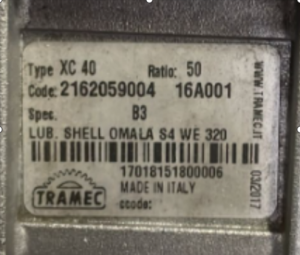 Type XC 40 Ratio: 50
Code: 2162059004 16A001
Spec. B3
LUB. SHELL OMALA S4 WE 320
17018151800006
MADE IN ITALY
ccode:
TRAMEC
WWW.TRAMEC.IT
03/2017